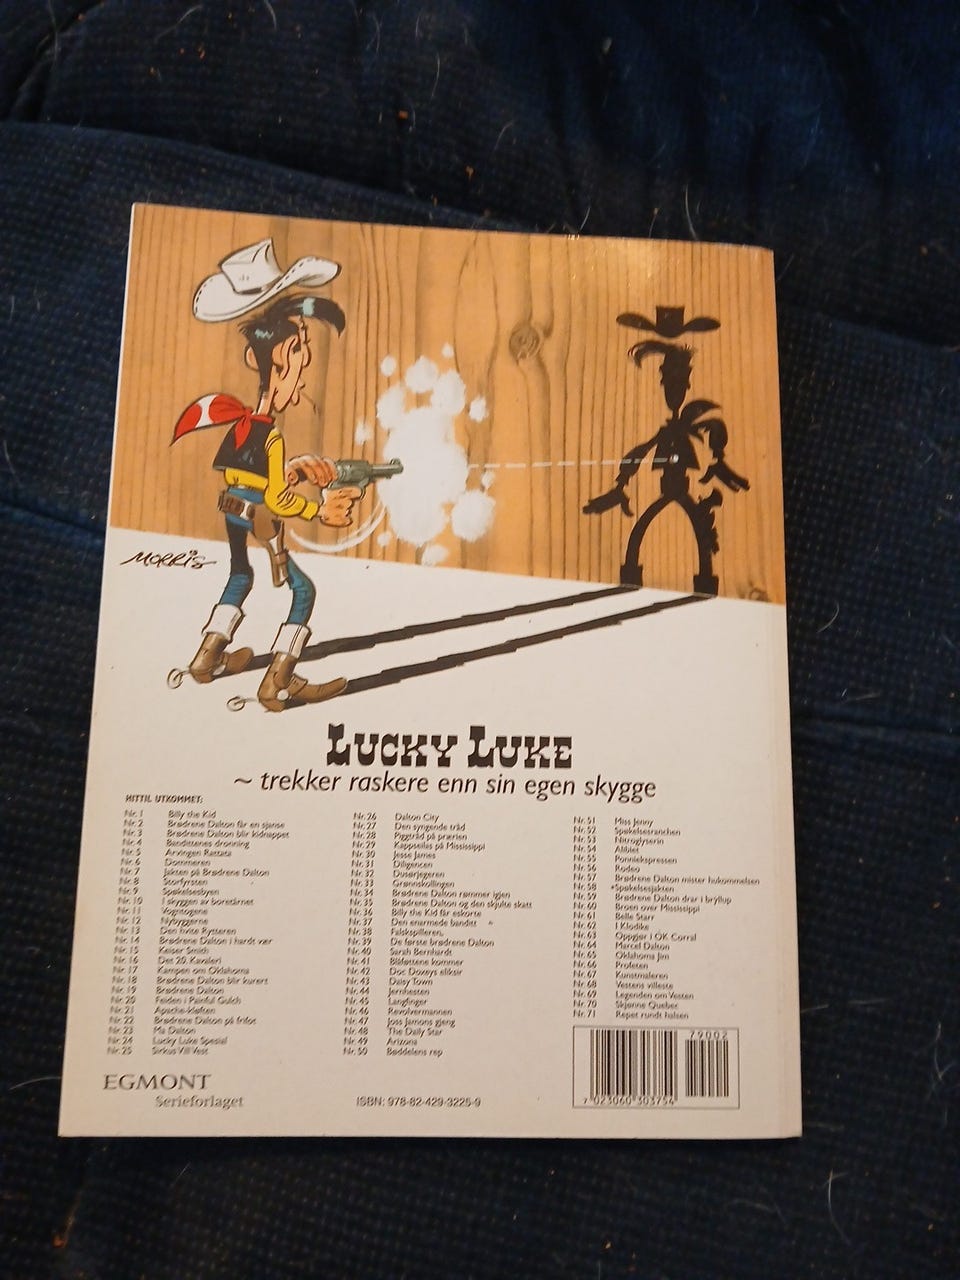 MORRIS
LUCKY LUKE
~ trekker raskere enn sin egen skygge
HITTIL UTKOMMET:
Nr. 1 Billy the Kid
Nr. 2 Brødrene Dalton får en sjanse
Nr. 3 Brødrene Dalton blir kidnappet
Nr. 4 Bandittenes dronning
Nr. 5 Arvingen Rattata
Nr. 6 Dommeren
Nr. 7 Jakten på Brødrene Dalton
Nr. 8 Storfyrsten
Nr. 9 Spøkelsesbyen
Nr. 10 I skyggen av boretårnet
Nr. 11 Vogntogene
Nr. 12 Nybyggerne
Nr. 13 Den hvite Rytteren
Nr. 14 Brødrene Dalton i hardt vær
Nr. 15 Keiser Smith
Nr. 16 Det 20. Kavaleri
Nr. 17 Kampen om Oklahoma
Nr. 18 Brødrene Dalton blir kurert
Nr. 19 Brødrene Dalton
Nr. 20 Feiden i Painful Gulch
Nr. 21 Apache-kløften
Nr. 22 Brødrene Dalton på frifot
Nr. 23 Ma Dalton
Nr. 24 Lucky Luke Spesial
Nr. 25 Sirkus Vill Vest
Nr. 26 Dalton City
Nr. 27 Den syngende tråd
Nr. 28 Piggtråd på prærien
Nr. 29 Kappseilas på Mississippi
Nr. 30 Jesse James
Nr. 31 Diligencen
Nr. 32 Dusørjegeren
Nr. 33 Grønnskollingen
Nr. 34 Brødrene Dalton rømmer igjen
Nr. 35 Brødrene Dalton og den skjulte skatt
Nr. 36 Billy the Kid får eskorte
Nr. 37 Den enarmede banditt
Nr. 38 Falskspilleren,
Nr. 39 De første brødrene Dalton
Nr. 40 Sarah Bernhardt
Nr. 41 Blåføttene kommer
Nr. 42 Doc Doxeys eliksir
Nr. 43 Daisy Town
Nr. 44 Jernhesten
Nr. 45 Langfinger
Nr. 46 Revolvermannen
Nr. 47 Joss Jamons gjeng
Nr. 48 The Daily Star
Nr. 49 Arizona
Nr. 50 Bøddelens rep
Nr. 51 Miss Jenny
Nr. 52 Spøkelsesranchen
Nr. 53 Nitroglyserin
Nr. 54 Alibiet
Nr. 55 Ponniekspressen
Nr. 56 Rodeo
Nr. 57 Brødrene Dalton mister hukommelsen
Nr. 58 Spøkelsesjakten
Nr. 59 Brødrene Dalton drar i bryllup
Nr. 60 Broen over Mississippi
Nr. 61 Belle Starr
Nr. 62 I Klodike
Nr. 63 Oppgjør i OK Corral
Nr. 64 Marcel Dalton
Nr. 65 Oklahoma Jim
Nr. 66 Profeten
Nr. 67 Kunstmaleren
Nr. 68 Vestens villeste
Nr. 69 Legenden om Vesten
Nr. 70 Skjønne Quebec
Nr. 71 Repet rundt halsen
EGMONT
Serieforlaget
ISBN: 978-82-429-3225-9
79002
7 023060 303754